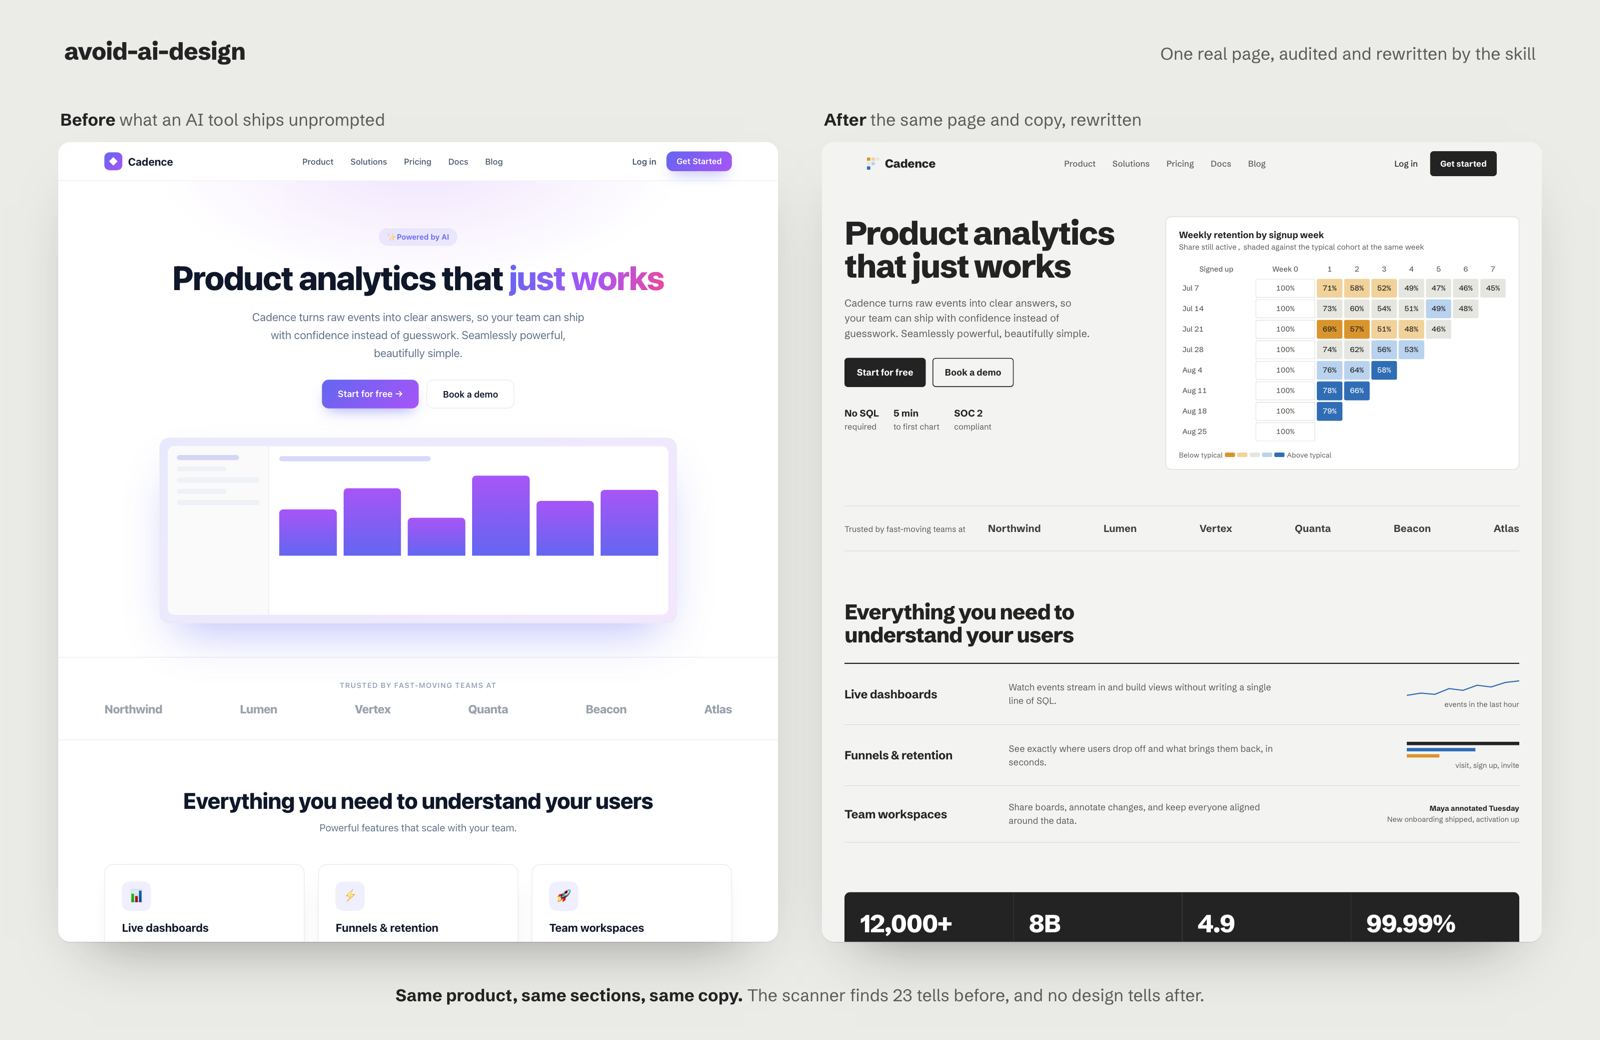 avoid-ai-design
One real page, audited and rewritten by the skill
Before what an AI tool ships unprompted
Cadence
Product Solutions Pricing Docs Blog
Log in Get Started
✨ Powered by AI
Product analytics that just works
Cadence turns raw events into clear answers, so your team can ship
with confidence instead of guesswork. Seamlessly powerful,
beautifully simple.
Start for free → Book a demo
TRUSTED BY FAST-MOVING TEAMS AT
Northwind Lumen Vertex Quanta Beacon Atlas
Everything you need to understand your users
Powerful features that scale with your team.
Live dashboards Funnels & retention Team workspaces
After the same page and copy, rewritten
Cadence
Product Solutions Pricing Docs Blog
Log in Get started
Product analytics
that just works
Cadence turns raw events into clear answers, so
your team can ship with confidence instead of
guesswork. Seamlessly powerful, beautifully simple.
Start for free Book a demo
No SQL 5 min SOC 2
required to first chart compliant
Weekly retention by signup week
Share still active, shaded against the typical cohort at the same week
Signed up Week 0 1 2 3 4 5 6 7
Jul 7 100% 71% 58% 52% 49% 47% 46% 45%
Jul 14 100% 73% 60% 54% 51% 49% 48%
Jul 21 100% 69% 57% 51% 48% 46%
Jul 28 100% 74% 62% 56% 53%
Aug 4 100% 76% 64% 58%
Aug 11 100% 78% 66%
Aug 18 100% 79%
Aug 25 100%
Below typical Above typical
Trusted by fast-moving teams at Northwind Lumen Vertex Quanta Beacon Atlas
Everything you need to
understand your users
Live dashboards
Watch events stream in and build views without writing a single
line of SQL.
events in the last hour
Funnels & retention
See exactly where users drop off and what brings them back, in
seconds.
visit, sign up, invite
Team workspaces
Share boards, annotate changes, and keep everyone aligned
around the data.
Maya annotated Tuesday
New onboarding shipped, activation up
12,000+ 8B 4.9 99.99%
Same product, same sections, same copy. The scanner finds 23 tells before, and no design tells after.